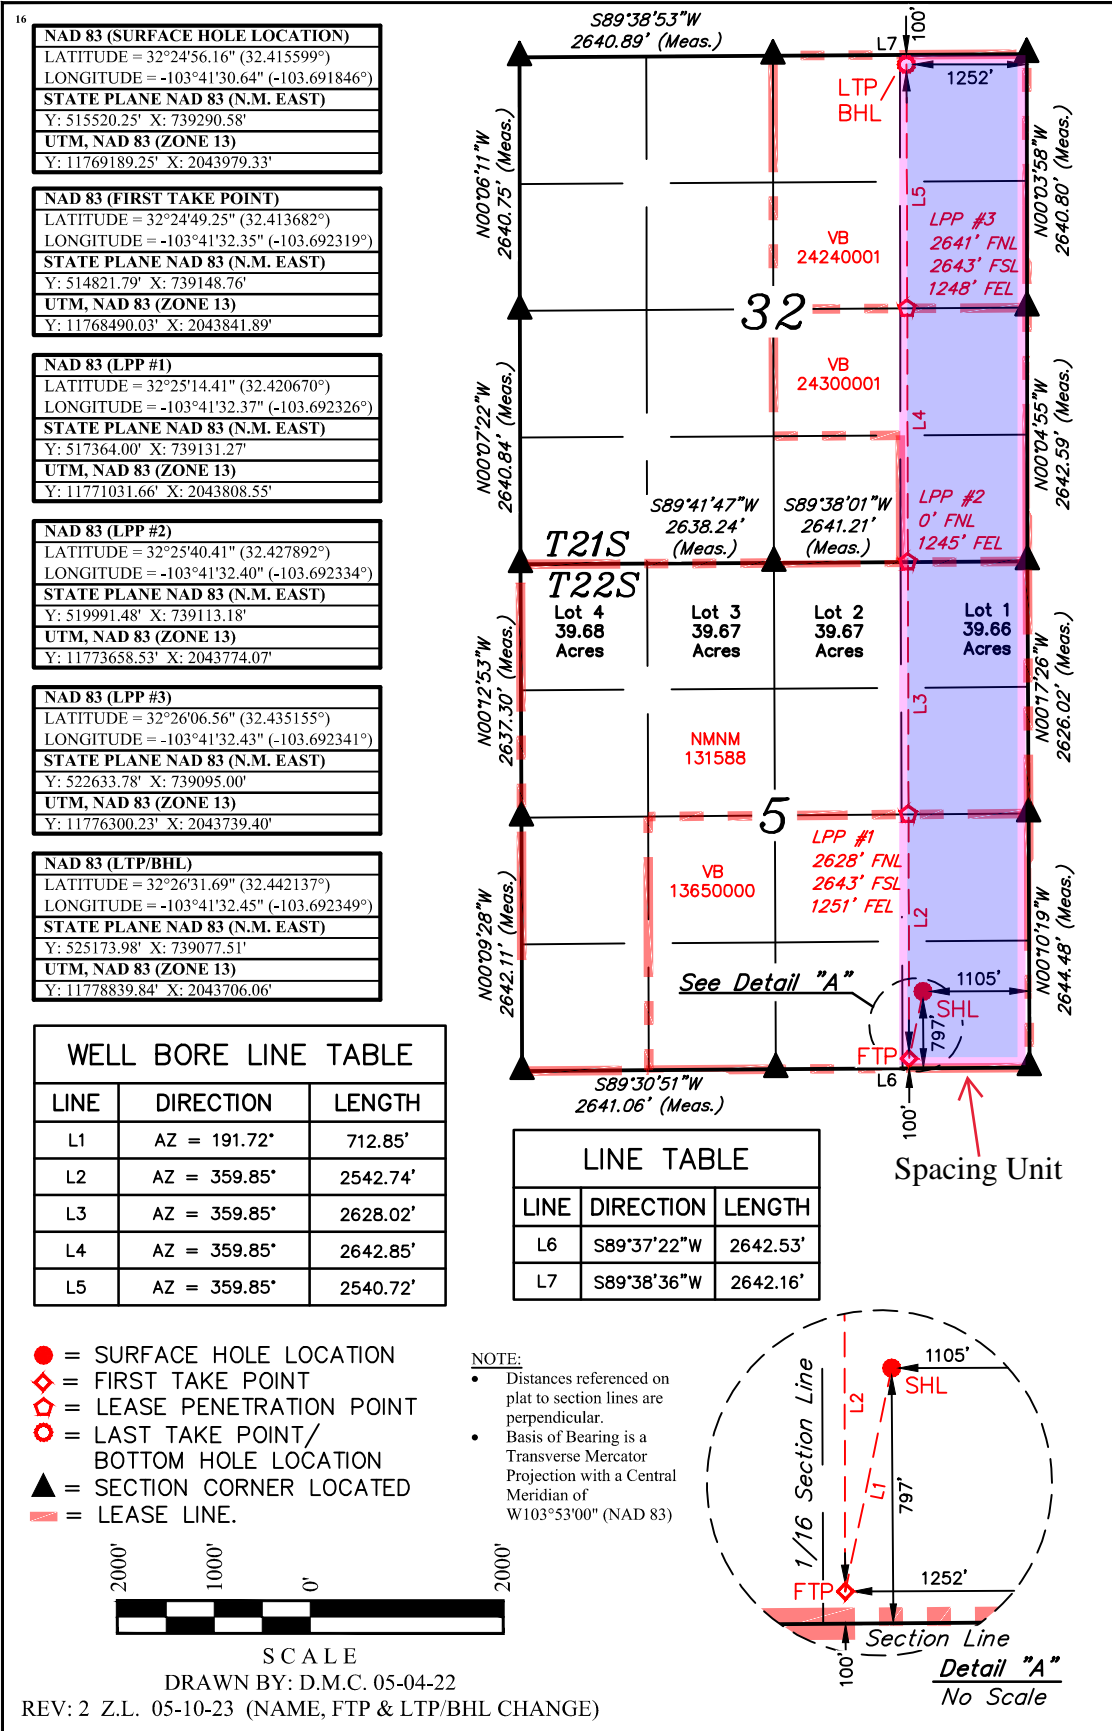 16
NAD 83 (SURFACE HOLE LOCATION)
LATITUDE = 32°24'56.16" (32.415599°)
LONGITUDE = -103°41'30.64" (-103.691846°)
STATE PLANE NAD 83 (N.M. EAST)
Y: 515520.25' X: 739290.58'
UTM, NAD 83 (ZONE 13)
Y: 11769189.25' X: 2043979.33'
NAD 83 (FIRST TAKE POINT)
LATITUDE = 32°24'49.25" (32.413682°)
LONGITUDE = -103°41'32.35" (-103.692319°)
STATE PLANE NAD 83 (N.M. EAST)
Y: 514821.79' X: 739148.76'
UTM, NAD 83 (ZONE 13)
Y: 11768490.03' X: 2043841.89'
NAD 83 (LPP #1)
LATITUDE = 32°25'14.41" (32.420670°)
LONGITUDE = -103°41'32.37" (-103.692326°)
STATE PLANE NAD 83 (N.M. EAST)
Y: 517364.00' X: 739131.27'
UTM, NAD 83 (ZONE 13)
Y: 11771031.66' X: 2043808.55'
NAD 83 (LPP #2)
LATITUDE = 32°25'40.41" (32.427892°)
LONGITUDE = -103°41'32.40" (-103.692334°)
STATE PLANE NAD 83 (N.M. EAST)
Y: 519991.48' X: 739113.18'
UTM, NAD 83 (ZONE 13)
Y: 11773658.53' X: 2043774.07'
NAD 83 (LPP #3)
LATITUDE = 32°26'06.56" (32.435155°)
LONGITUDE = -103°41'32.43" (-103.692341°)
STATE PLANE NAD 83 (N.M. EAST)
Y: 522633.78' X: 739095.00'
UTM, NAD 83 (ZONE 13)
Y: 11776300.23' X: 2043739.40'
NAD 83 (LTP/BHL)
LATITUDE = 32°26'31.69" (32.442137°)
LONGITUDE = -103°41'32.45" (-103.692349°)
STATE PLANE NAD 83 (N.M. EAST)
Y: 525173.98' X: 739077.51'
UTM, NAD 83 (ZONE 13)
Y: 11778839.84' X: 2043706.06'
S89°38'53"W
2640.89' (Meas.)
L7
100'
LTP/
BHL
1252'
N00°06'11"W
2640.75' (Meas.)
N00°03'58"W
2640.80' (Meas.)
L5
LPP #3
2641' FNL
2643' FSL
1248' FEL
VB
24240001
32
VB
24300001
N00°07'22"W
2640.84' (Meas.)
N00°04'55"W
2642.59' (Meas.)
L4
LPP #2
0' FNL
1245' FEL
S89°41'47"W
2638.24'
(Meas.)
S89°38'01"W
2641.21'
(Meas.)
T21S
T22S
Lot 4
39.68
Acres
Lot 3
39.67
Acres
Lot 2
39.67
Acres
Lot 1
39.66
Acres
N00°12'53"W
2637.30' (Meas.)
N00°17'26"W
2626.02' (Meas.)
L3
NMNM
131588
5
LPP #1
2628' FNL
2643' FSL
1251' FEL
VB
13650000
N00°09'28"W
2642.11' (Meas.)
N00°10'19"W
2644.48' (Meas.)
L2
See Detail "A"
1105'
SHL
797'
FTP
L6
S89°30'51"W
2641.06' (Meas.)
100'
Spacing Unit
WELL BORE LINE TABLE
LINE DIRECTION LENGTH
L1 AZ = 191.72° 712.85'
L2 AZ = 359.85° 2542.74'
L3 AZ = 359.85° 2628.02'
L4 AZ = 359.85° 2642.85'
L5 AZ = 359.85° 2540.72'
LINE TABLE
LINE DIRECTION LENGTH
L6 S89°37'22"W 2642.53'
L7 S89°38'36"W 2642.16'
= SURFACE HOLE LOCATION
= FIRST TAKE POINT
= LEASE PENETRATION POINT
= LAST TAKE POINT/
BOTTOM HOLE LOCATION
= SECTION CORNER LOCATED
= LEASE LINE.
NOTE:
• Distances referenced on
plat to section lines are
perpendicular.
• Basis of Bearing is a
Transverse Mercator
Projection with a Central
Meridian of
W103°53'00" (NAD 83)
1/16 Section Line
L2
1105'
SHL
L1
797'
FTP
1252'
100'
Section Line
Detail "A"
No Scale
2000'
1000'
0'
2000'
SCALE
DRAWN BY: D.M.C. 05-04-22
REV: 2 Z.L. 05-10-23 (NAME, FTP & LTP/BHL CHANGE)